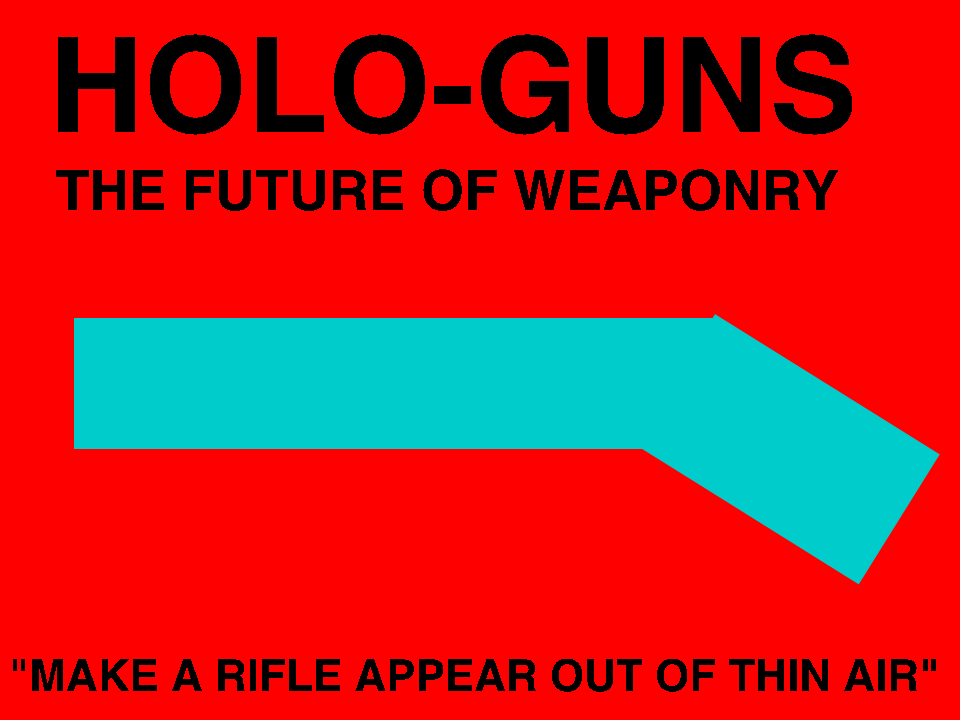 HOLO-GUNS
THE FUTURE OF WEAPONRY
"MAKE A RIFLE APPEAR OUT OF THIN AIR"